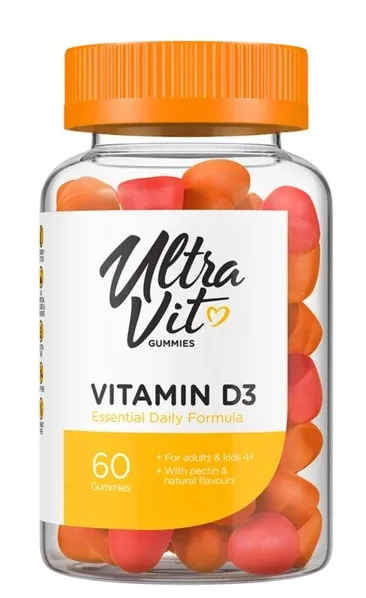 Ultra
Vit
GUMMIES
VITAMIN D3
Essential Daily Formula
60
Gummies
+ For adults & kids 4+
+ With pectin &
natural flavours